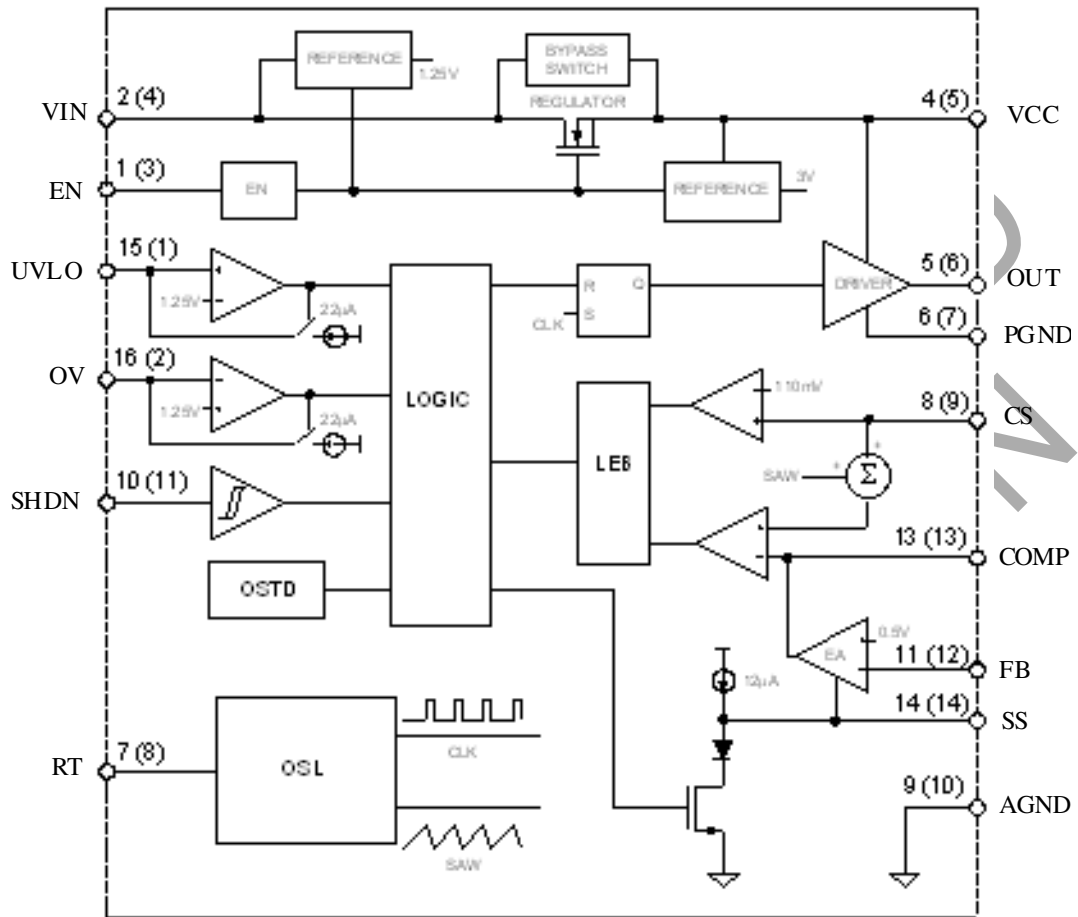 REFERENCE
1.25V
BYPASS
SWITCH
REGULATOR
VIN
2 (4)
4 (5)
VCC
EN
1 (3)
EN
REFERENCE
3V
UVLO
15 (1)
1.25V
22µA
LOGIC
R
Q
S
CLK
DRIVER
5 (6)
OUT
6 (7)
PGND
OV
16 (2)
1.25V
22µA
LEB
110mV
8 (9)
CS
SAW
Σ
SHDN
10 (11)
13 (13)
COMP
OSTD
EA
0.5V
11 (12)
FB
12µA
14 (14)
SS
RT
7 (8)
OSL
CLK
SAW
9 (10)
AGND